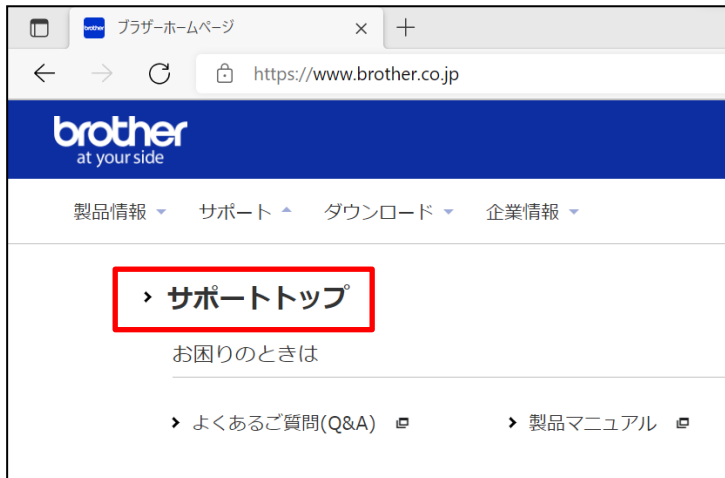 brother ブラザーホームページ
https://www.brother.co.jp
brother
at your side
製品情報 サポート ダウンロード 企業情報
サポートトップ
お困りのときは
よくあるご質問(Q&A) 製品マニュアル